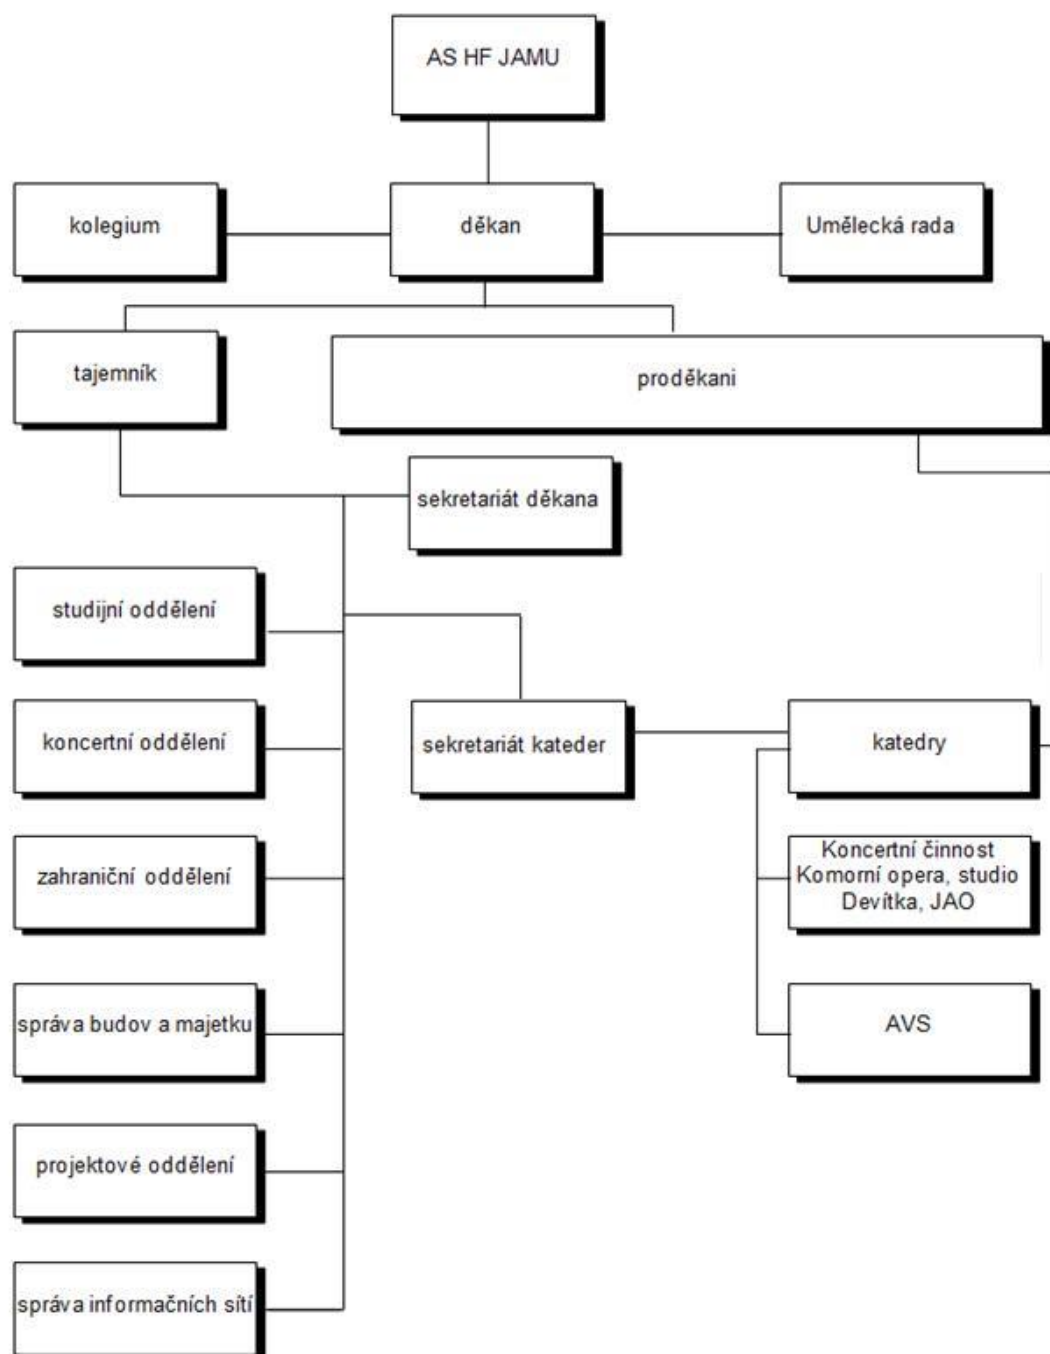 AS HF JAMU
kolegium
děkan
Umělecká rada
tajemník
proděkani
sekretariát děkana
studijní oddělení
koncertní oddělení
sekretariát kateder
katedry
zahraniční oddělení
Koncertní činnost
Komorní opera, studio
Devítka, JAO
správa budov a majetku
AVS
projektové oddělení
správa informačních sítí